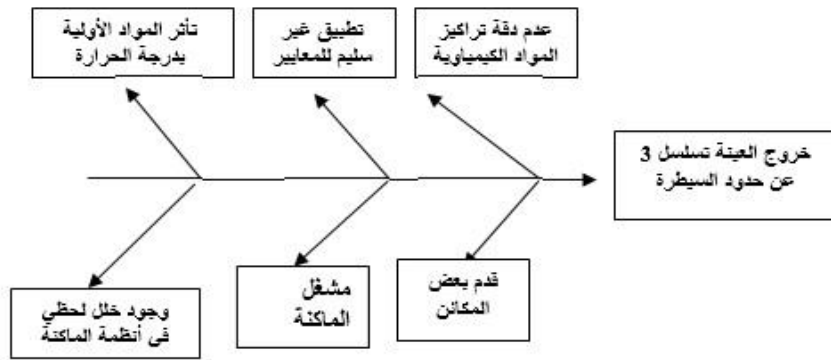 تأثر المواد الأولية
بدرجة الحرارة
تطبيق غير
سليم للمعايير
عدم دقة تراكيز
المواد الكيمياوية
خروج العينة تسلسل 3
عن حدود السيطرة
وجود خلل لحظي
في أنظمة الماكنة
مشغل
الماكنة
قدم بعض
المكائن